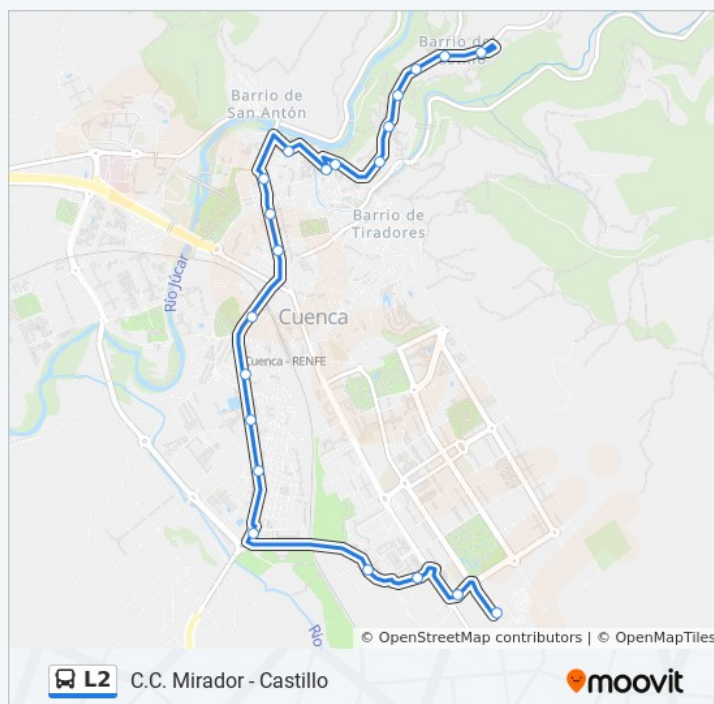 Barrio de
Barrio de
San Antón
Barrio de
Tiradores
Río Júcar
Cuenca
Cuenca - RENFE
Río
© OpenStreetMap contributors | © OpenMapTiles
L2 C.C. Mirador - Castillo
moovit